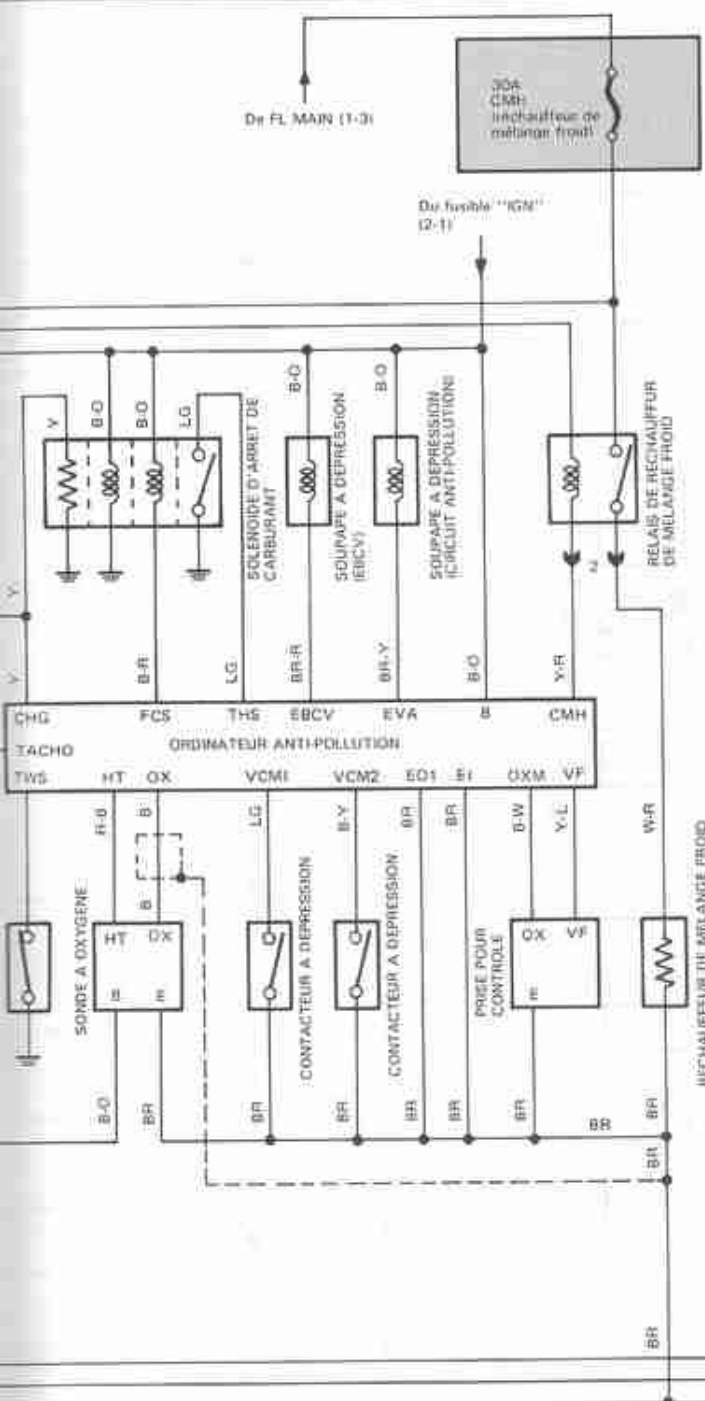 De FL MAIN (1-3)
30A
CMH
(réchauffeur de
mélange froid)
Du fusible "IGN"
(2-1)
Y
B-O
B-O
LG
B-O
B-O
SOLENOIDE D'ARRET DE
CARBURANT
SOUPAPE A DEPRESSION
(EBCV)
SOUPAPE A DEPRESSION
(CIRCUIT ANTI-POLLUTION)
RELAIS DE RECHAUFFUR
DE MELANGE FROID
2
Y
Y
B-R
LG
BR-R
BR-Y
B-O
Y-R
CHG
FCS
THS
EBCV
EVA
B
CMH
TACHO
ORDINATEUR ANTI-POLLUTION
TWS
HT
OX
VCM1
VCM2
EO1
E1
OXM
VF
R-B
B
LG
B-Y
BR
BR
B-W
Y-L
W-R
B
SONDE A OXYGENE
HT
OX
B
E
CONTACTEUR A DEPRESSION
CONTACTEUR A DEPRESSION
PRISE POUR
CONTROLE
OX
VF
E
RECHAUFFEUR DE MELANGE FROID
B-O
BR
BR
BR
BR
BR
BR
BR
BR
BR
BR